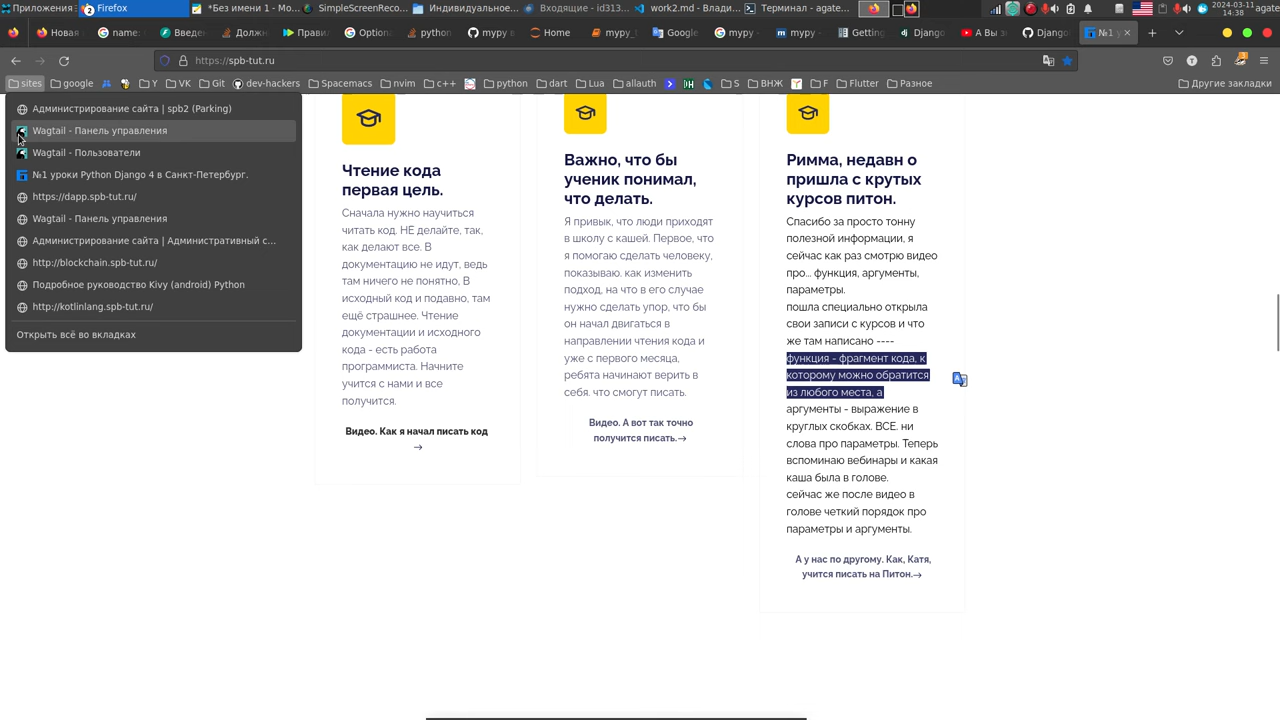 Приложения
Firefox
*Без имени 1 - Mo...
SimpleScreenReco...
Индивидуальное...
Входящие - id313...
work2.md - Влади...
Терминал - agate...
2024-03-11
14:38
agate
Новая
name:
Введе
Должн
Прави
Option
python
mypy
Home
mypy_
Google
mypy -
mypy
Getting
Django
А Вы з
Django
№1 у
https://spb-tut.ru
sites
google
Y
VK
Git
dev-hackers
Spacemacs
nvim
c++
python
dart
Lua
allauth
S
ВНЖ
F
Flutter
Разное
Другие закладки
Администрирование сайта | spb2 (Parking)
Wagtail - Панель управления
Wagtail - Пользователи
№1 уроки Python Django 4 в Санкт-Петербург.
https://dapp.spb-tut.ru/
Wagtail - Панель управления
Администрирование сайта | Административный с...
http://blockchain.spb-tut.ru/
Подробное руководство Kivy (android) Python
http://kotlinlang.spb-tut.ru/
Открыть всё во вкладках
Чтение кода
первая цель.
Сначала нужно научиться
читать код. НЕ делайте, так,
как делают все. В
документацию не идут, ведь
там ничего не понятно, В
исходный код и подавно, там
ещё страшнее. Чтение
документации и исходного
кода - есть работа
программиста. Начните
учится с нами и все
получится.
Видео. Как я начал писать код
→
Важно, что бы
ученик понимал,
что делать.
Я привык, что люди приходят
в школу с кашей. Первое, что
я помогаю сделать человеку,
показываю. как изменить
подход, на что в его случае
нужно сделать упор, что бы
он начал двигаться в
направлении чтения кода и
уже с первого месяца,
ребята начинают верить в
себя. что смогут писать.
Видео. А вот так точно
получится писать.→
Римма, недавн о
пришла с крутых
курсов питон.
Спасибо за просто тонну
полезной информации, я
сейчас как раз смотрю видео
про... функция, аргументы,
параметры.
пошла специально открыла
свои записи с курсов и что
же там написано ----
функция - фрагмент кода, к
которому можно обратится
из любого места, а
аргументы - выражение в
круглых скобках. ВСЕ. ни
слова про параметры. Теперь
вспоминаю вебинары и какая
каша была в голове.
сейчас же после видео в
голове четкий порядок про
параметры и аргументы.
А у нас по другому. Как, Катя,
учится писать на Питон.→